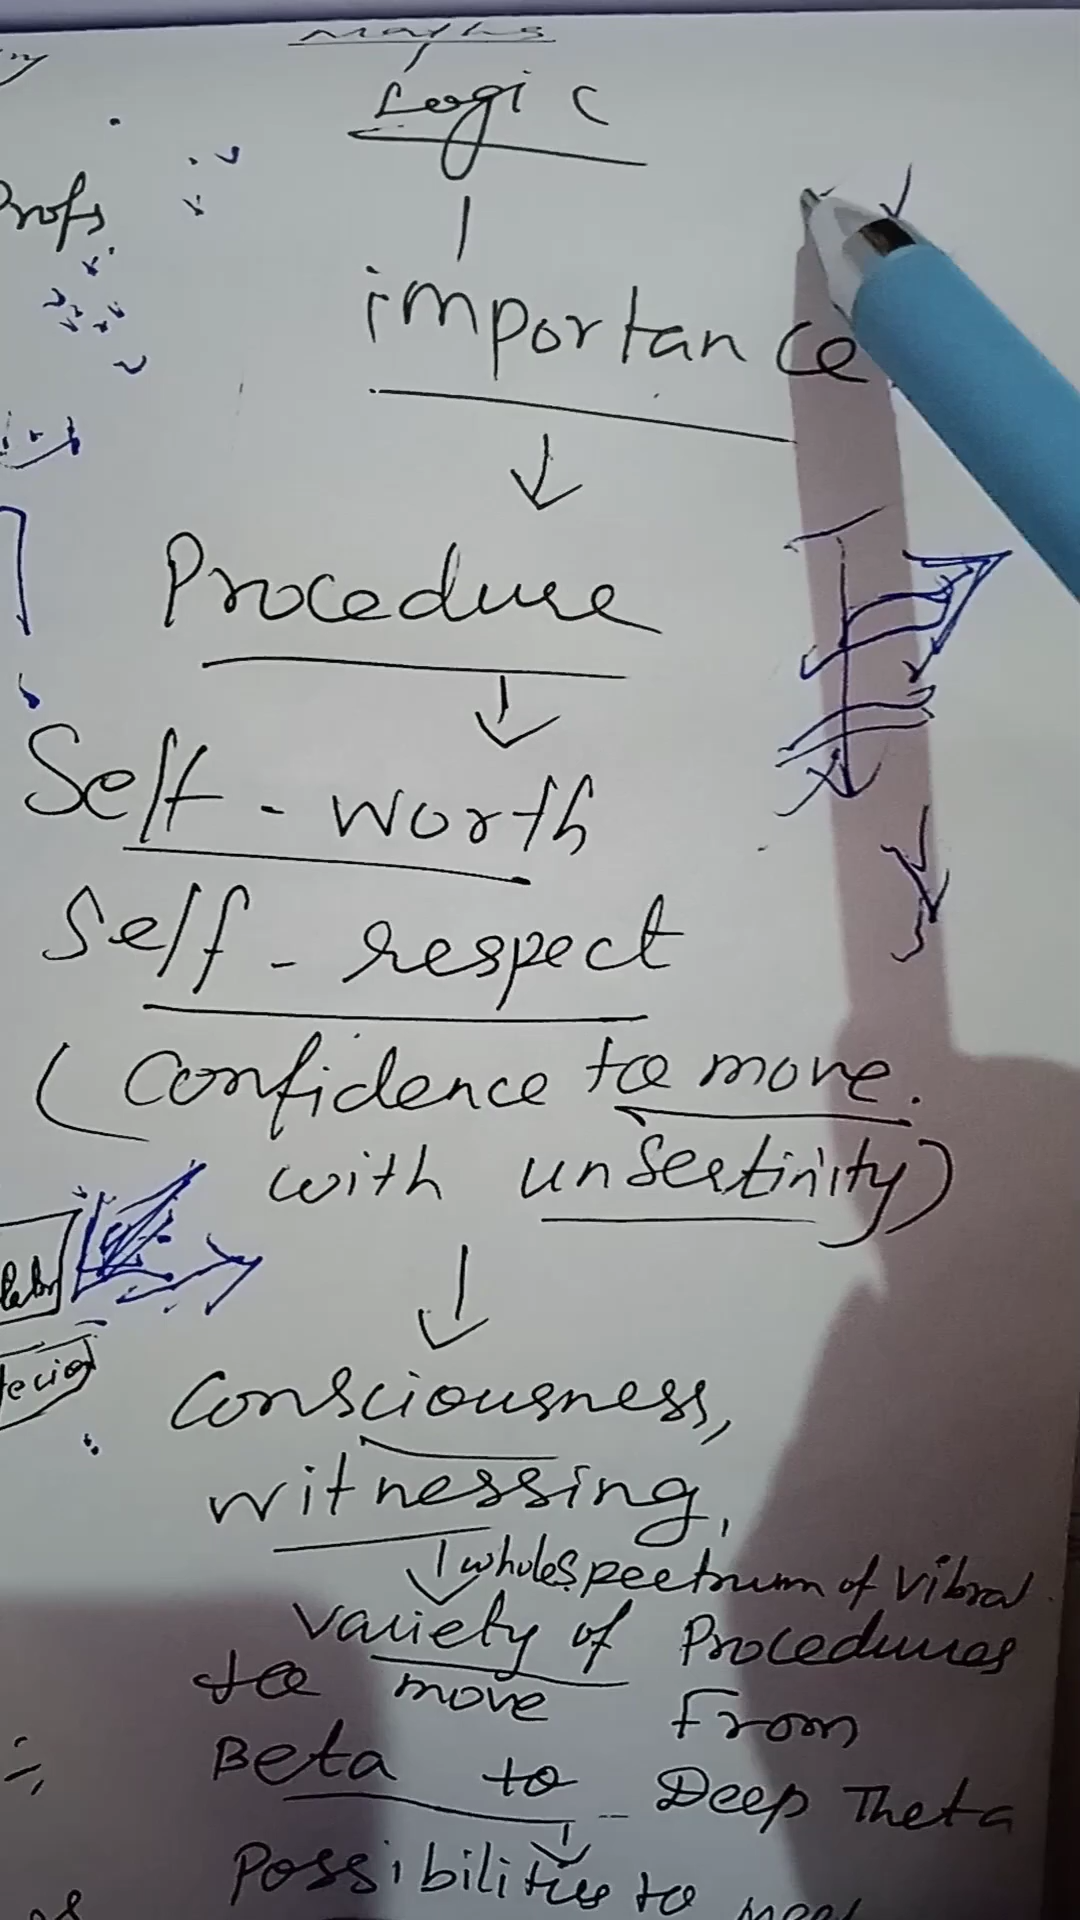 Maths
Logic
Profs.
importance
Procedure
Self-worth
Self-respect
(Confidence to move.
with unsertinity)
Consciousness,
witnessing,
whole spectrum of vibra
variety of Procedures
to move From
Beta to Deep Theta
Possibilities to